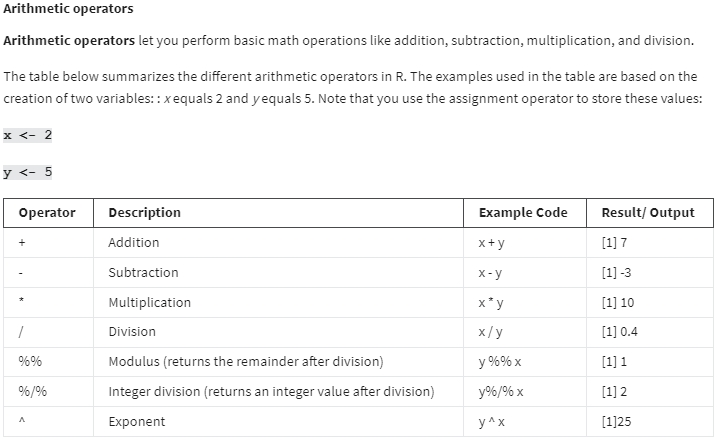 Arithmetic operators
Arithmetic operators let you perform basic math operations like addition, subtraction, multiplication, and division.
The table below summarizes the different arithmetic operators in R. The examples used in the table are based on the
creation of two variables: : x equals 2 and y equals 5. Note that you use the assignment operator to store these values:
x <- 2
y <- 5
Operator Description Example Code Result/ Output
+ Addition x + y [1] 7
- Subtraction x - y [1] -3
* Multiplication x * y [1] 10
/ Division x / y [1] 0.4
%% Modulus (returns the remainder after division) y %% x [1] 1
%/% Integer division (returns an integer value after division) y%/% x [1] 2
^ Exponent y ^ x [1]25